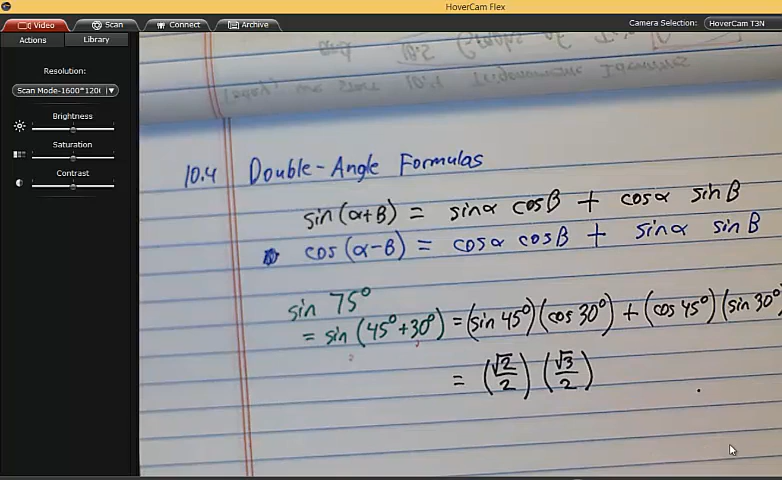 HoverCam Flex
Video Scan Connect Archive Camera Selection: HoverCam T3N
Actions Library
Resolution:
Scan Mode-1600*120(
Brightness
Saturation
Contrast
10.4 Double-Angle Formulas
sin(α+β) = sinα cosβ + cosα sinβ
cos(α-β) = cosα cosβ + sinα sinβ
sin 75°
= sin (45°+30°) = (sin 45°)(cos 30°) + (cos 45°)(sin 30°)
= (√2/2) (√3/2)